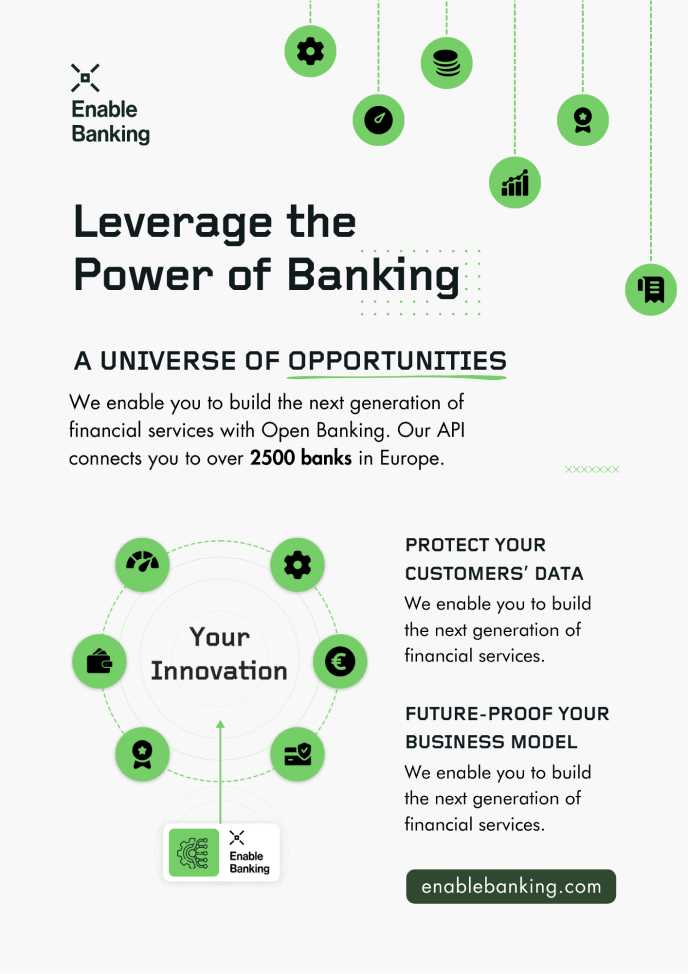 Enable
Banking
Leverage the
Power of Banking
A UNIVERSE OF OPPORTUNITIES
We enable you to build the next generation of
financial services with Open Banking. Our API
connects you to over 2500 banks in Europe.
Your
Innovation
Enable
Banking
PROTECT YOUR
CUSTOMERS' DATA
We enable you to build
the next generation of
financial services.
FUTURE-PROOF YOUR
BUSINESS MODEL
We enable you to build
the next generation of
financial services.
enablebanking.com